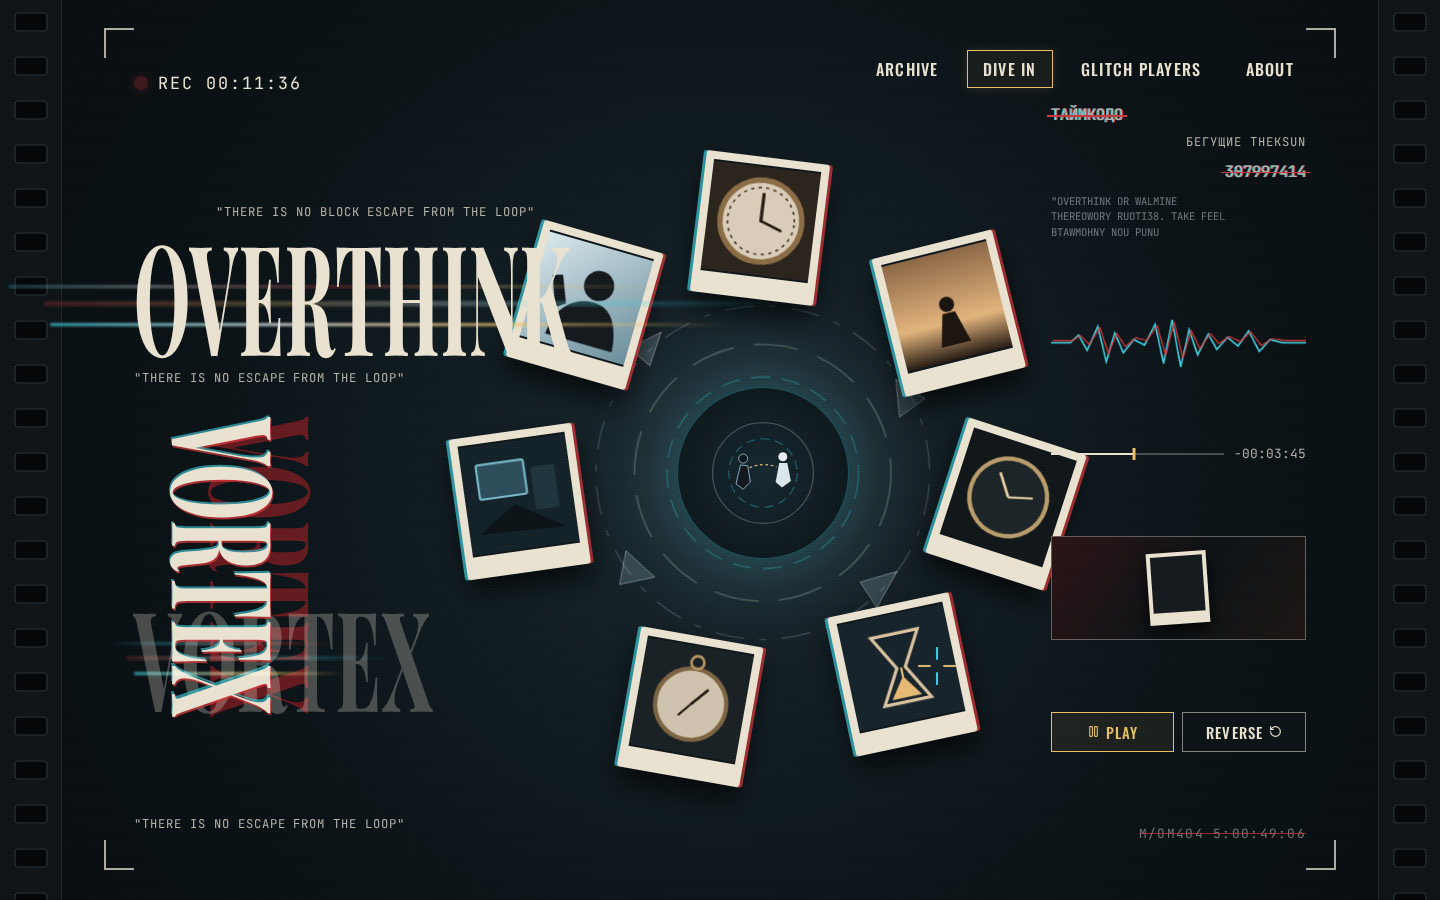 REC 00:11:36
ARCHIVE DIVE IN GLITCH PLAYERS ABOUT
ТАЙМКОДО
БЕГУЩИЕ THEKSUN
307997414
"OVERTHINK OR WALMINE
THEREOWORY RUOTI38. TAKE FEEL
BTAWMOHNY NOU PUNU
"THERE IS NO BLOCK ESCAPE FROM THE LOOP"
OVERTHINK
"THERE IS NO ESCAPE FROM THE LOOP"
VORTEX
VORTEX
VORTEX
-00:03:45
PLAY
REVERSE
"THERE IS NO ESCAPE FROM THE LOOP"
M/OM404 5:00:49:06